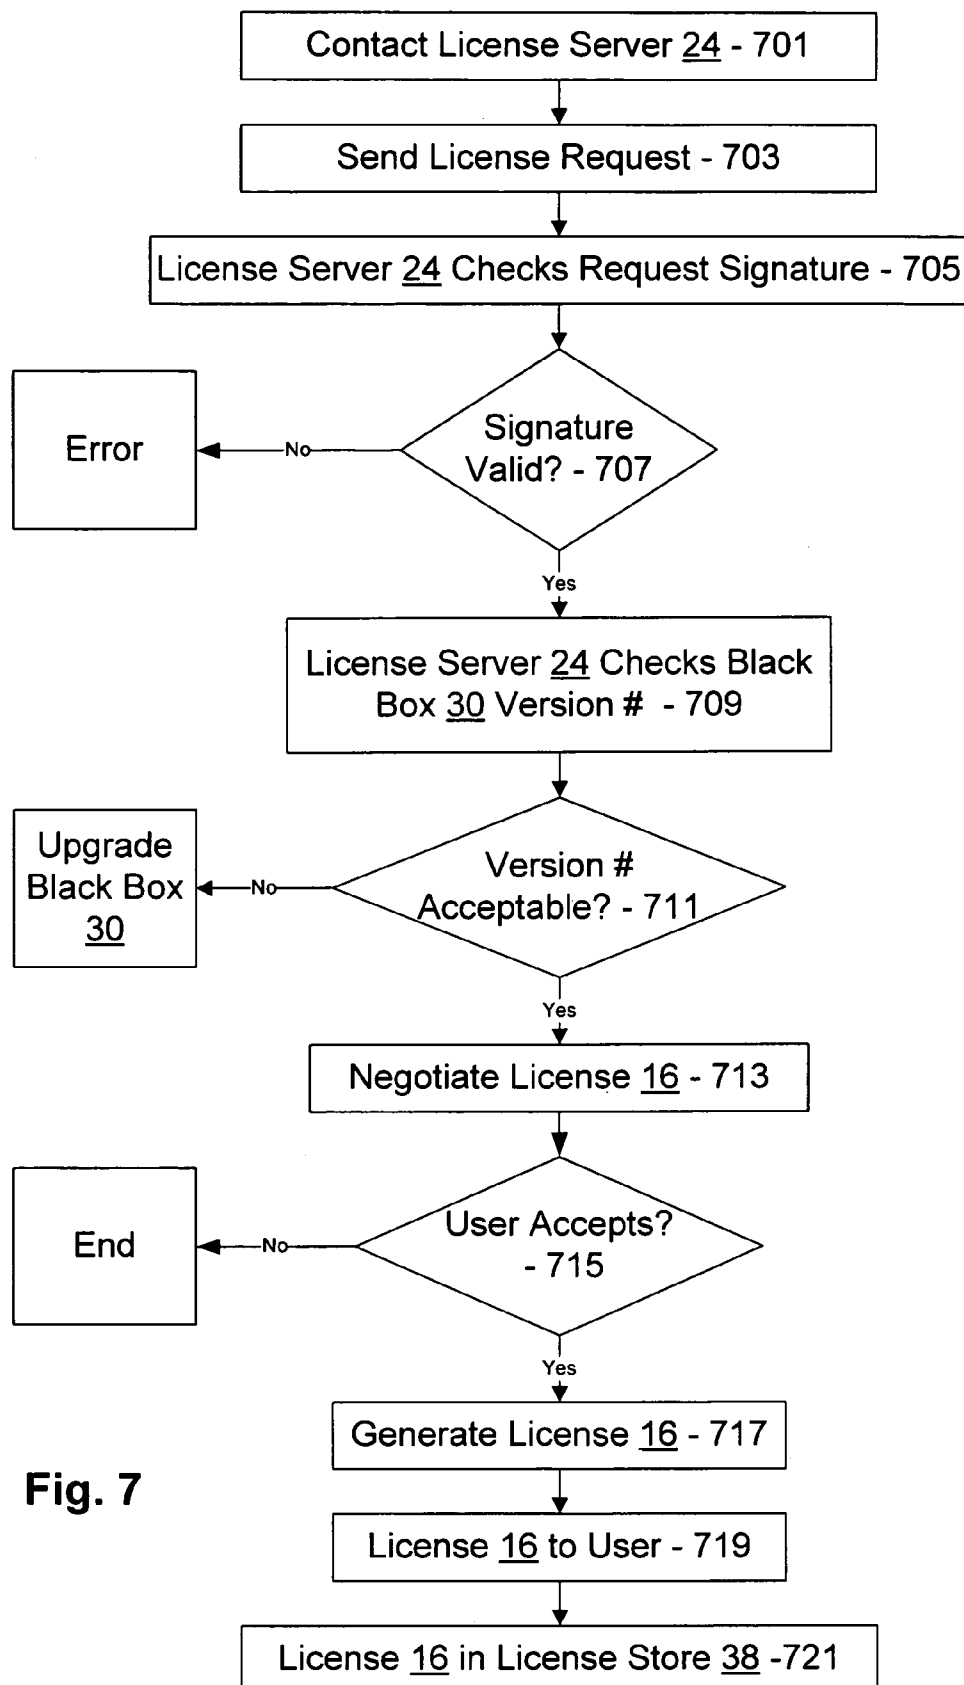 Contact License Server 24 - 701
Send License Request - 703
License Server 24 Checks Request Signature - 705
Signature
Valid? - 707
No
Error
Yes
License Server 24 Checks Black
Box 30 Version # - 709
Version #
Acceptable? - 711
No
Upgrade
Black Box
30
Yes
Negotiate License 16 - 713
User Accepts?
- 715
No
End
Yes
Generate License 16 - 717
License 16 to User - 719
License 16 in License Store 38 -721
Fig. 7